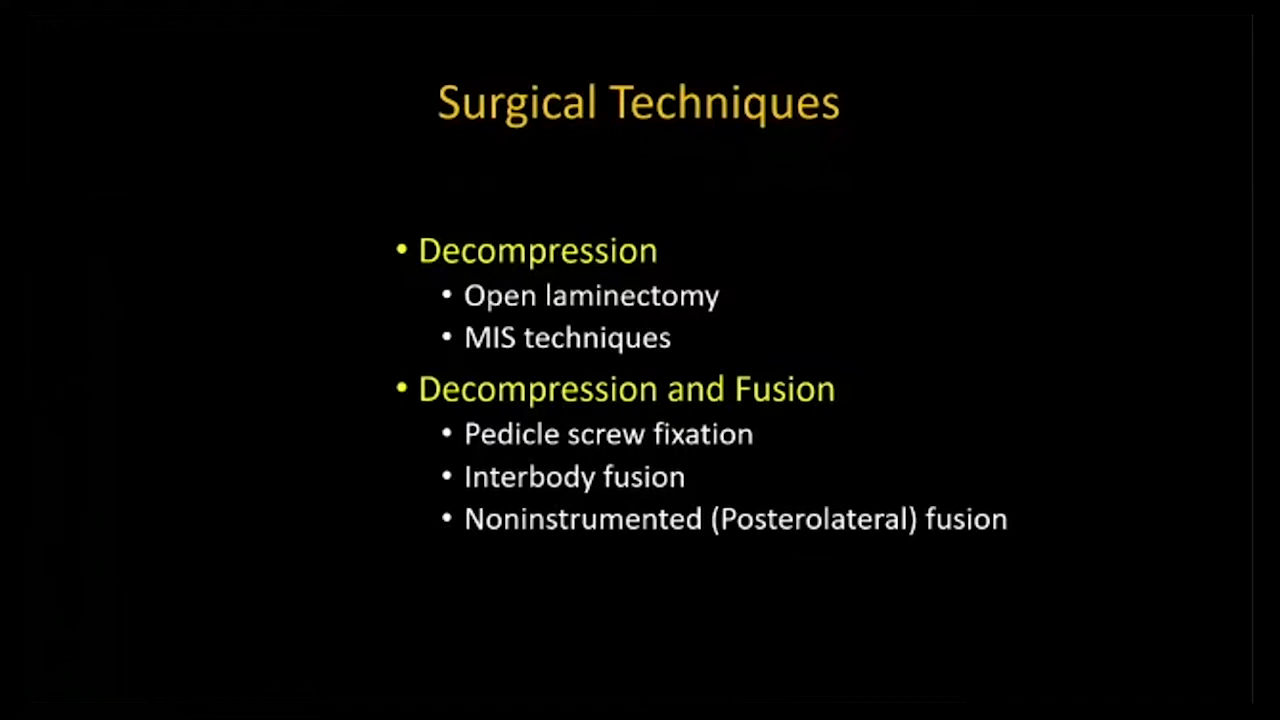 Surgical Techniques
• Decompression
• Open laminectomy
• MIS techniques
• Decompression and Fusion
• Pedicle screw fixation
• Interbody fusion
• Noninstrumented (Posterolateral) fusion